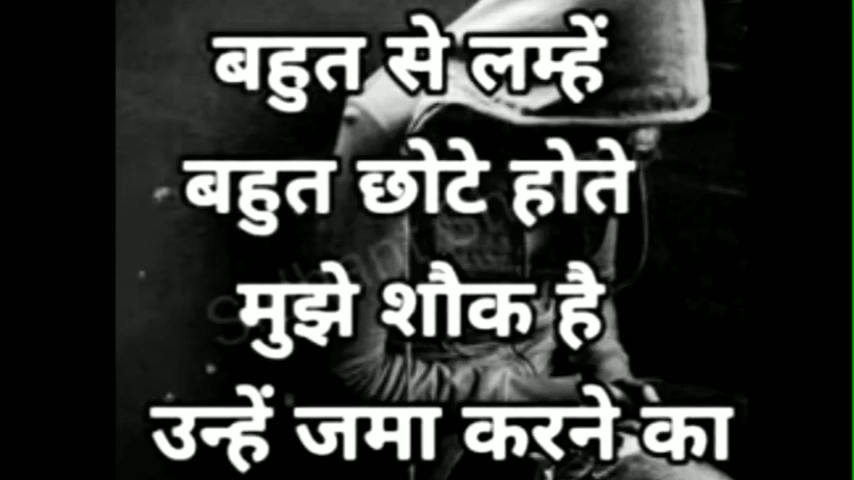 बहुत से लम्हें
बहुत छोटे होते
मुझे शौक है
उन्हें जमा करने का